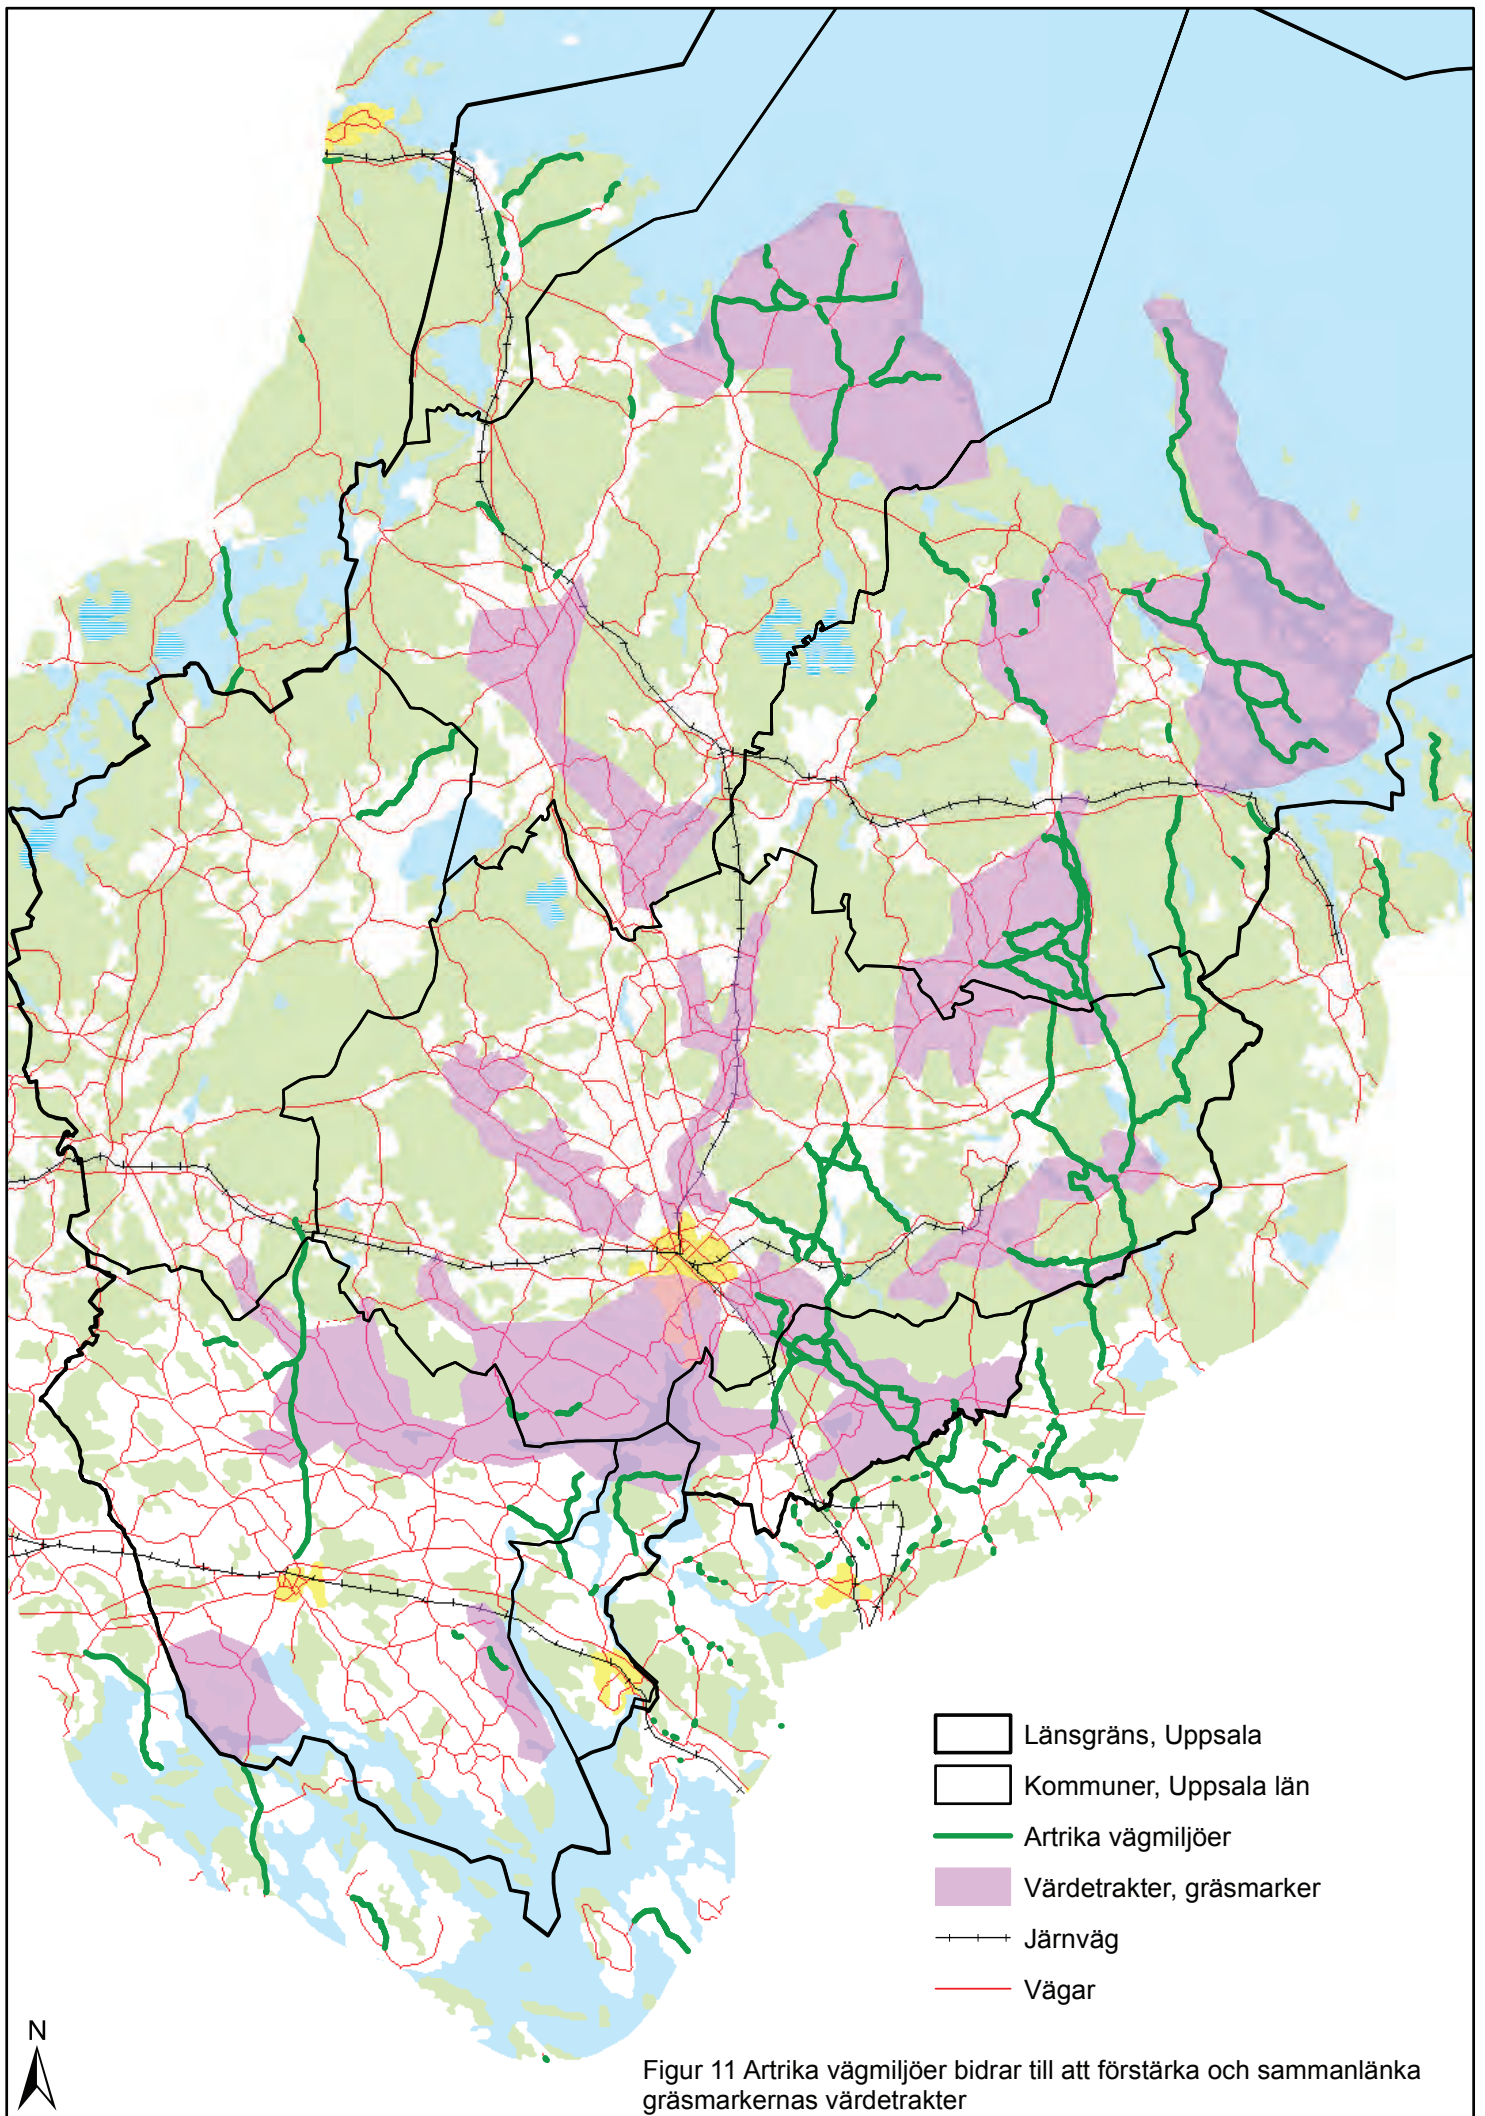 Länsgräns, Uppsala
Kommuner, Uppsala län
Artrika vägmiljöer
Värdetrakter, gräsmarker
Järnväg
Vägar
N
Figur 11 Artrika vägmiljöer bidrar till att förstärka och sammanlänka
gräsmarkernas värdetrakter